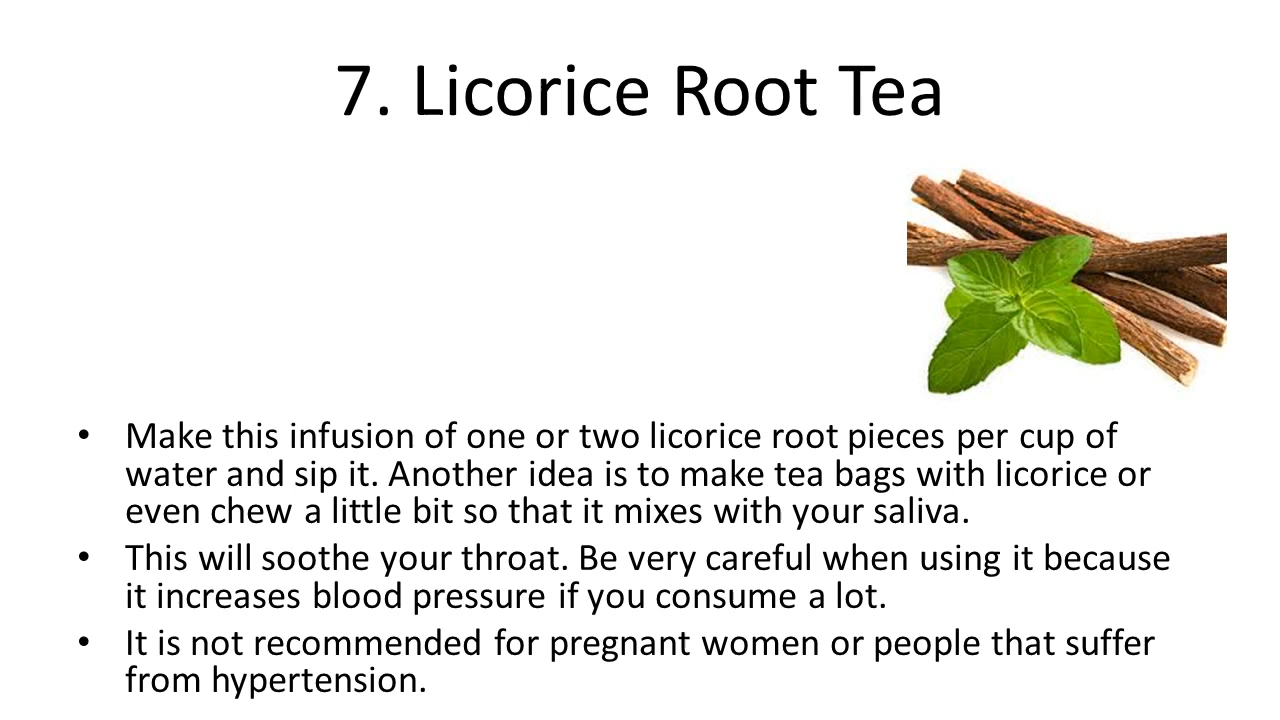 7. Licorice Root Tea
• Make this infusion of one or two licorice root pieces per cup of
water and sip it. Another idea is to make tea bags with licorice or
even chew a little bit so that it mixes with your saliva.
• This will soothe your throat. Be very careful when using it because
it increases blood pressure if you consume a lot.
• It is not recommended for pregnant women or people that suffer
from hypertension.